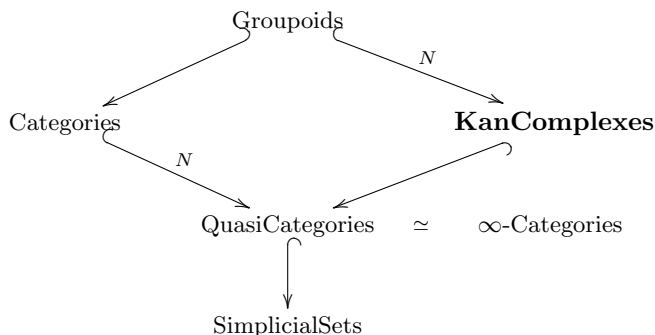 Groupoids
N
Categories
KanComplexes
N
QuasiCategories ≃ ∞-Categories
SimplicialSets